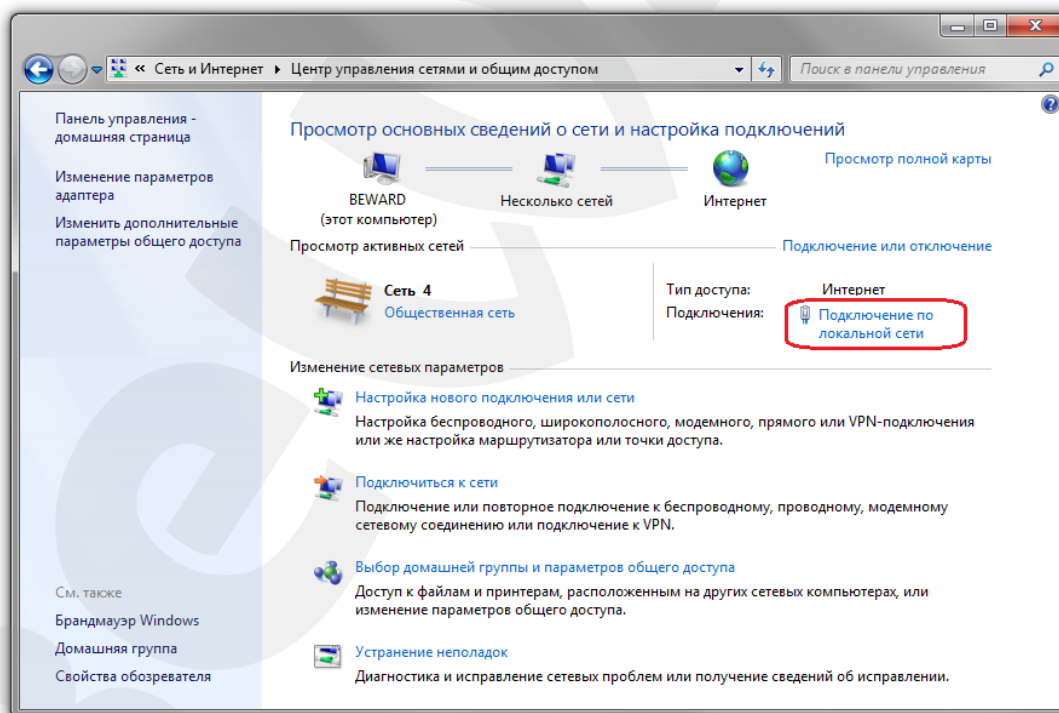 « Сеть и Интернет ▸ Центр управления сетями и общим доступом
Поиск в панели управления
Панель управления -
домашняя страница
Изменение параметров
адаптера
Изменить дополнительные
параметры общего доступа
См. также
Брандмауэр Windows
Домашняя группа
Свойства обозревателя
Просмотр основных сведений о сети и настройка подключений
BEWARD
(этот компьютер)
Несколько сетей
Интернет
Просмотр полной карты
Просмотр активных сетей
Подключение или отключение
Сеть 4
Общественная сеть
Тип доступа: Интернет
Подключения: Подключение по
локальной сети
Изменение сетевых параметров
Настройка нового подключения или сети
Настройка беспроводного, широкополосного, модемного, прямого или VPN-подключения
или же настройка маршрутизатора или точки доступа.
Подключиться к сети
Подключение или повторное подключение к беспроводному, проводному, модемному
сетевому соединению или подключение к VPN.
Выбор домашней группы и параметров общего доступа
Доступ к файлам и принтерам, расположенным на других сетевых компьютерах, или
изменение параметров общего доступа.
Устранение неполадок
Диагностика и исправление сетевых проблем или получение сведений об исправлении.